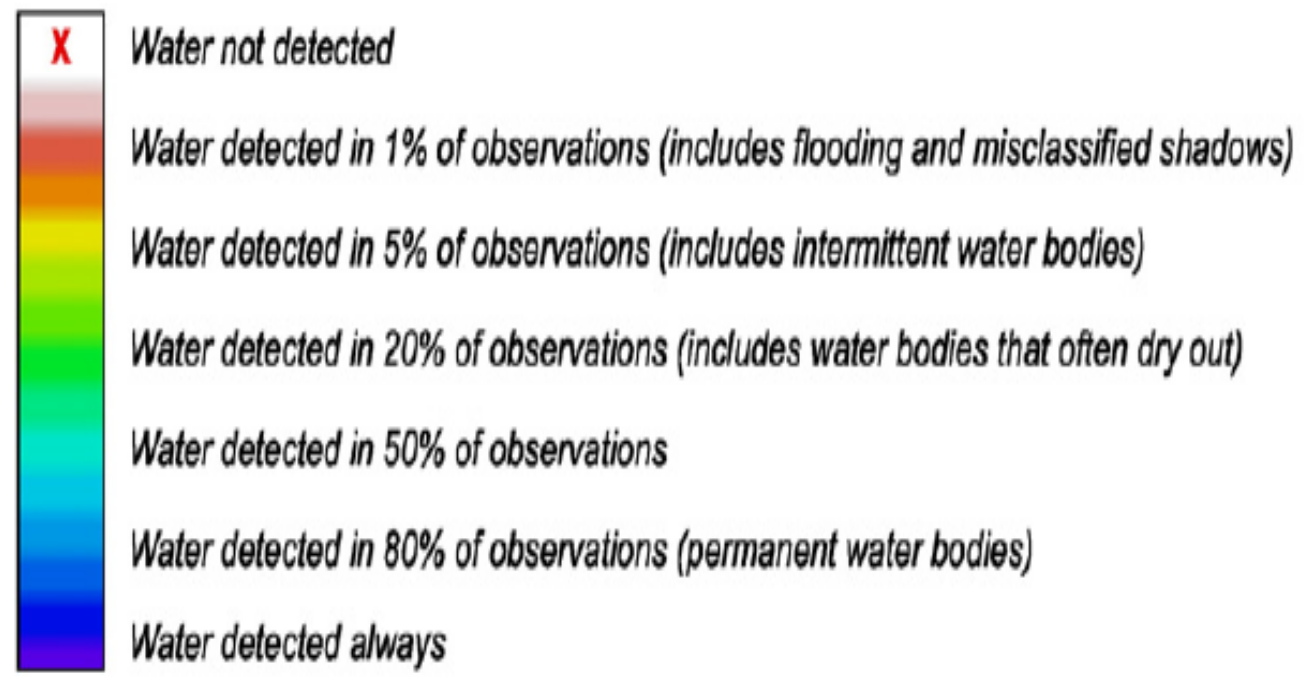 X Water not detected
Water detected in 1% of observations (includes flooding and misclassified shadows)
Water detected in 5% of observations (includes intermittent water bodies)
Water detected in 20% of observations (includes water bodies that often dry out)
Water detected in 50% of observations
Water detected in 80% of observations (permanent water bodies)
Water detected always